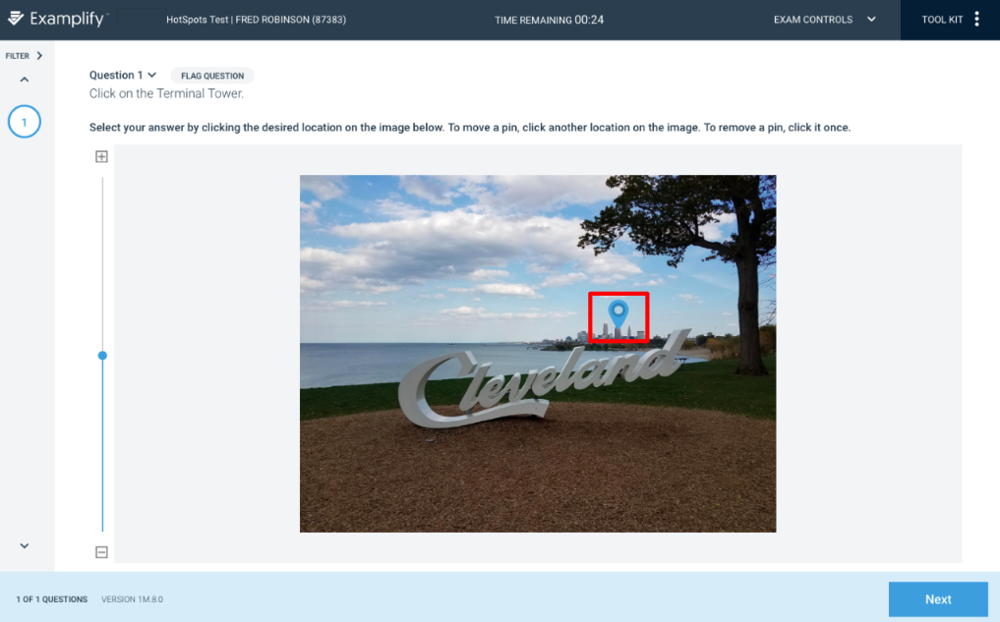 Examplify
HotSpots Test | FRED ROBINSON (87383)
TIME REMAINING 00:24
EXAM CONTROLS
TOOL KIT
FILTER
Question 1
FLAG QUESTION
Click on the Terminal Tower.
1
Select your answer by clicking the desired location on the image below. To move a pin, click another location on the image. To remove a pin, click it once.
Cleveland
1 OF 1 QUESTIONS
VERSION 1M.8.0
Next